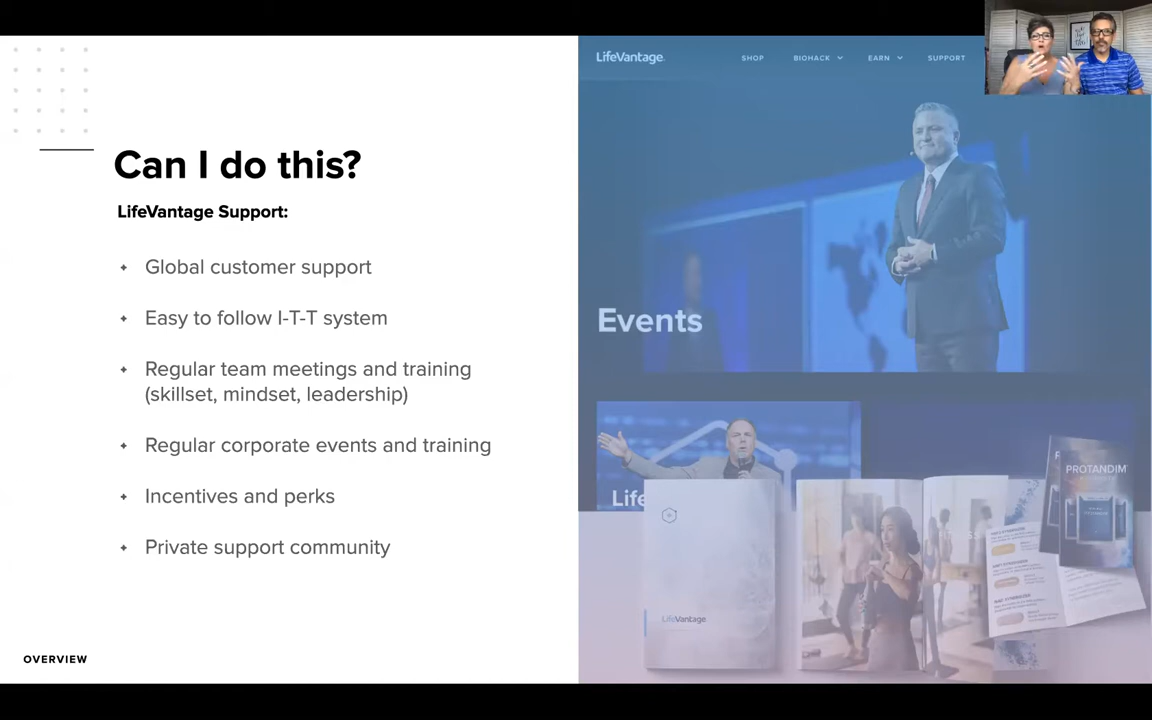 Can I do this?
LifeVantage Support:
Global customer support
Easy to follow I-T-T system
Regular team meetings and training
(skillset, mindset, leadership)
Regular corporate events and training
Incentives and perks
Private support community
OVERVIEW
LifeVantage
SHOP
BIOHACK
EARN
SUPPORT
Events
Life
LifeVantage
PROTANDIM